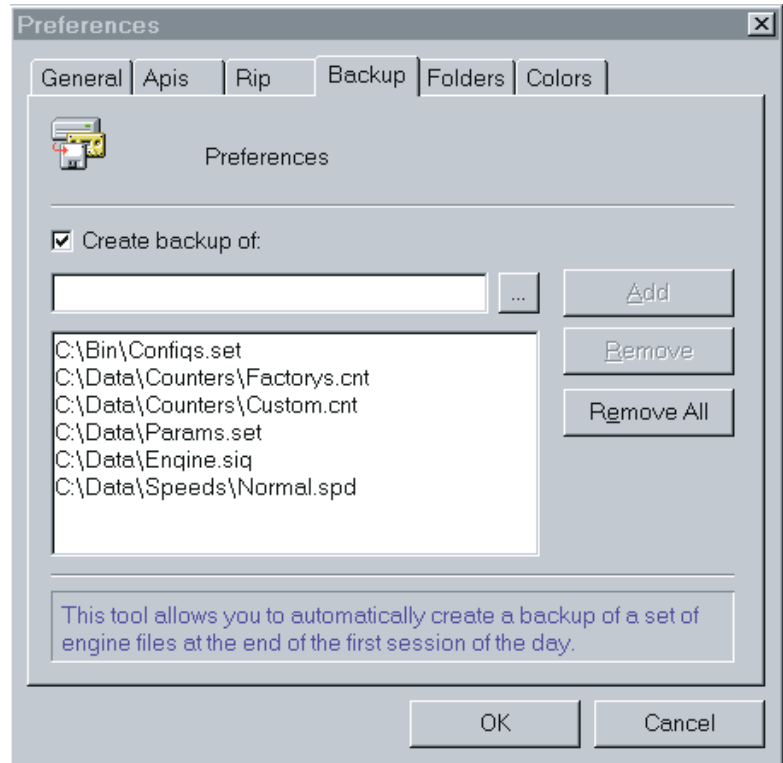 Preferences
General Apis Rip Backup Folders Colors
Preferences
Create backup of:
... Add
C:\Bin\Configs.set
Remove
C:\Data\Counters\Factorys.cnt
C:\Data\Counters\Custom.cnt
Remove All
C:\Data\Params.set
C:\Data\Engine.sig
C:\Data\Speeds\Normal.spd
This tool allows you to automatically create a backup of a set of
engine files at the end of the first session of the day.
OK Cancel